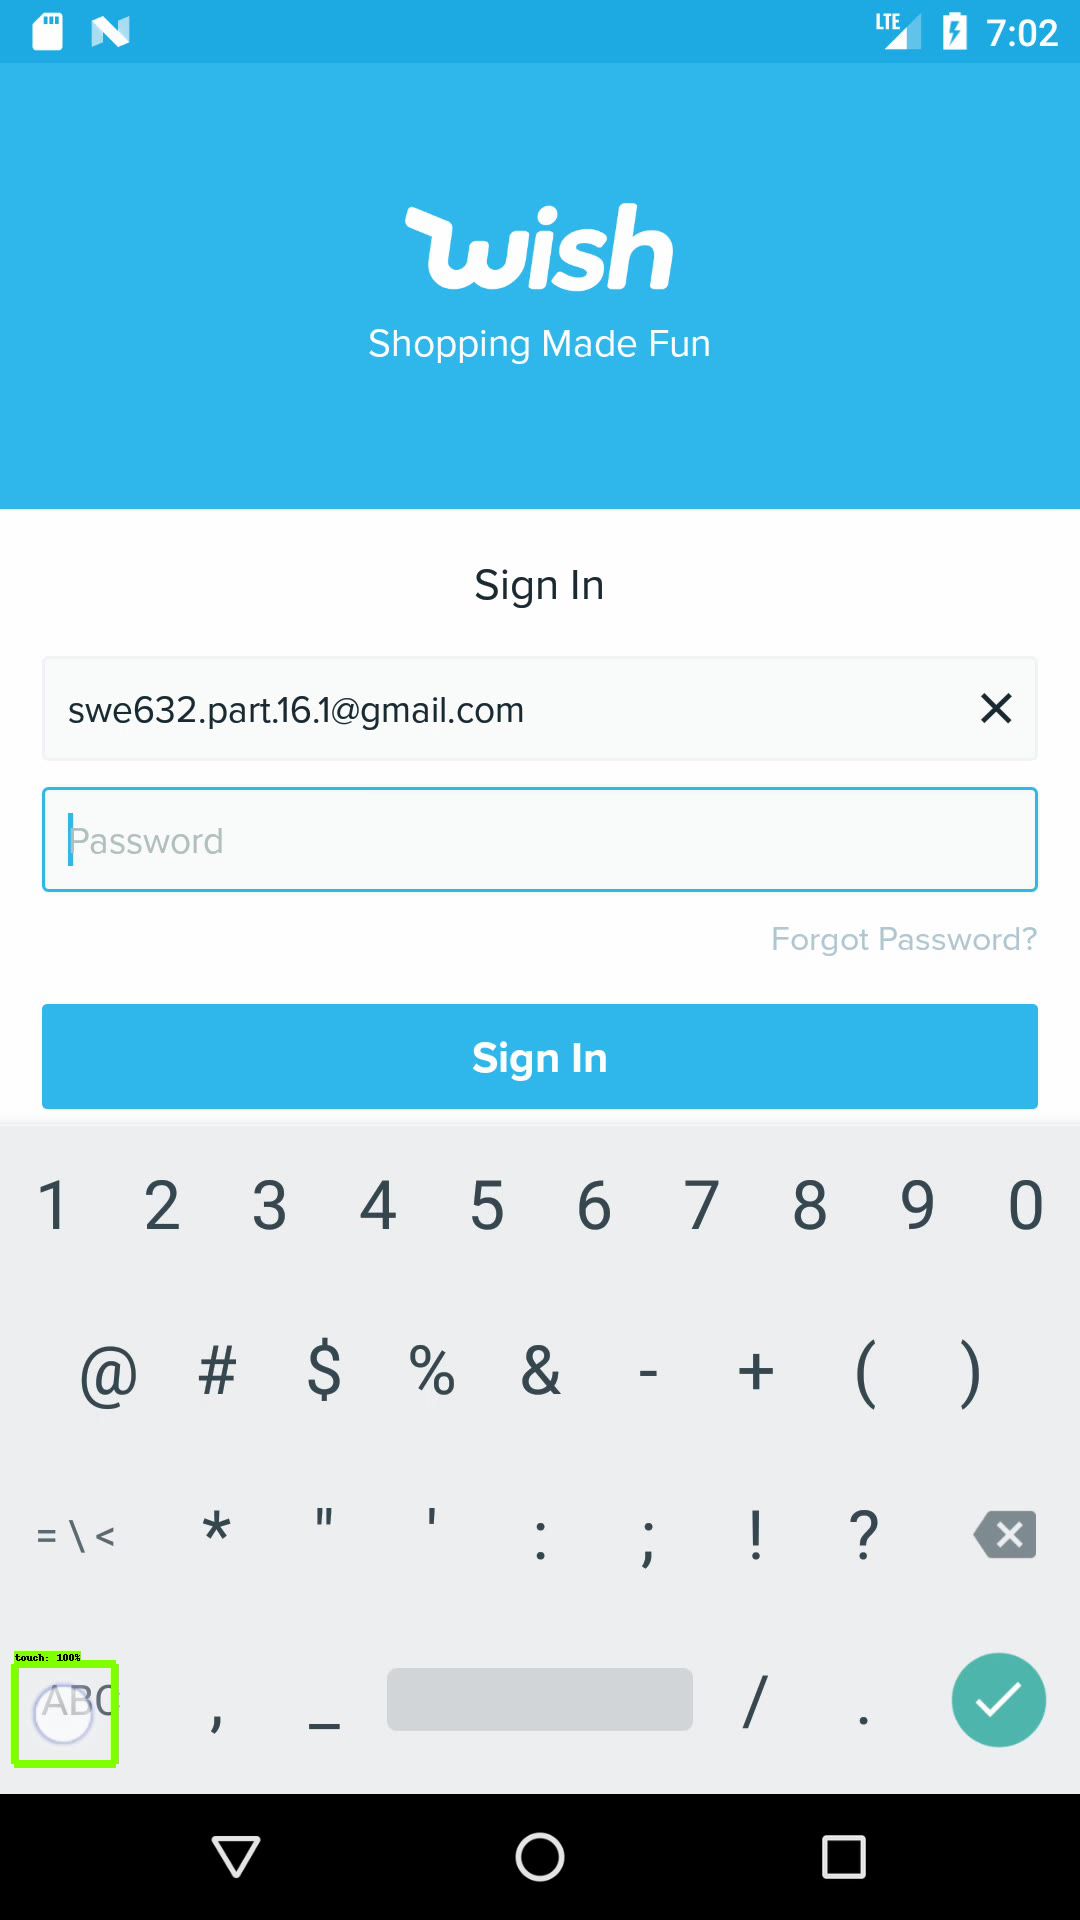 LTE 7:02
wish
Shopping Made Fun
Sign In
swe632.part.16.1@gmail.com
Password
Forgot Password?
Sign In
1 2 3 4 5 6 7 8 9 0
@ # $ % & - + ( )
= \ < * " ' : ; ! ?
touch: 100%
ABC , _ / .